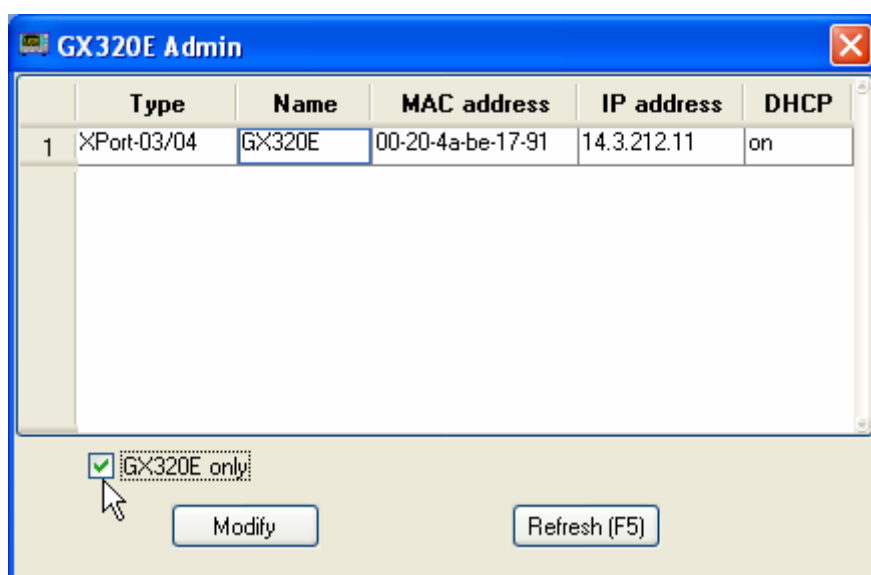 GX320E Admin
Type Name MAC address IP address DHCP
1 XPort-03/04 GX320E 00-20-4a-be-17-91 14.3.212.11 on
GX320E only
Modify Refresh (F5)